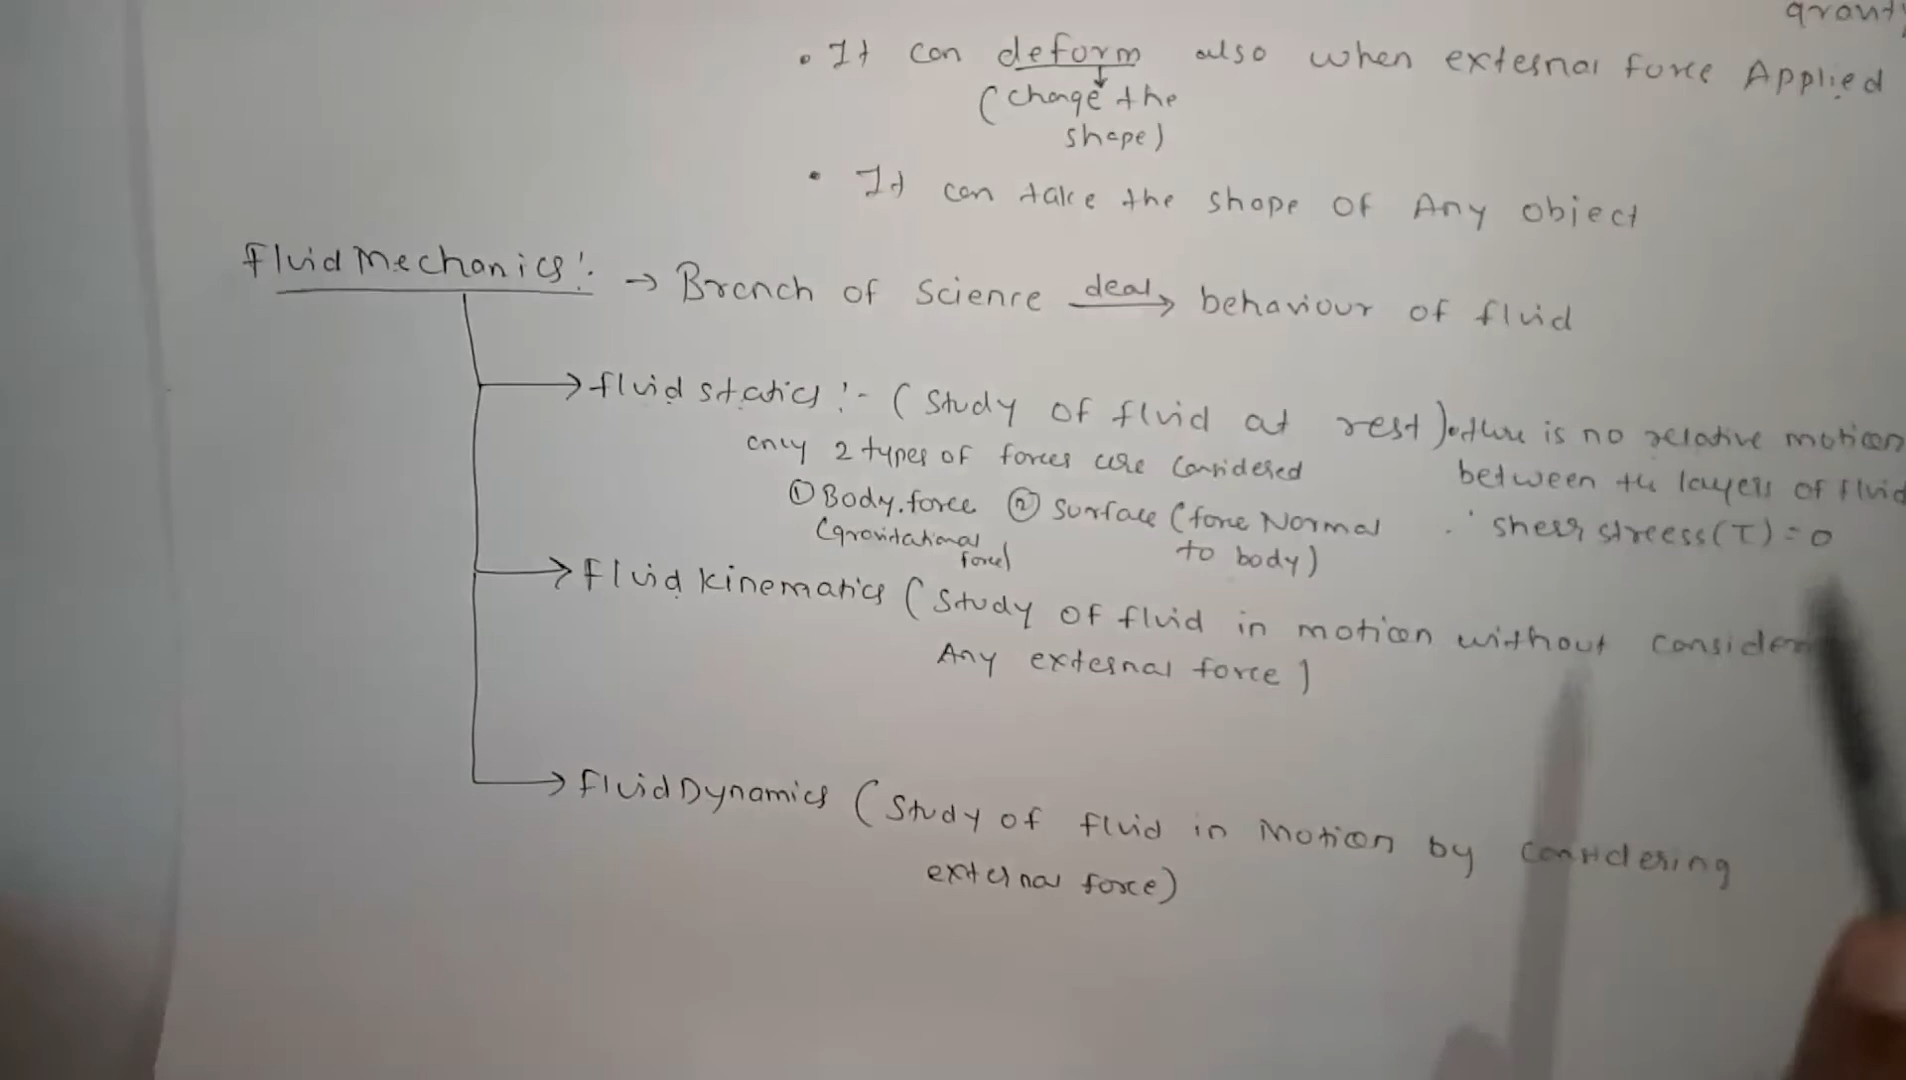 • It can deform also when external force Applied
(change the
shape)
• It can take the shape of Any object
Fluid Mechanics :- → Branch of science deal → behaviour of fluid
→ fluid statics :- ( Study of fluid at rest ) • there is no relative motion
only 2 types of forces are considered between the layers of fluid
① Body force ② surface (force Normal ∴ shear streess (τ) = 0
(gravitational to body)
force)
→ Fluid kinematics ( Study of fluid in motion without
Any external force )
→ fluid Dynamics ( Study of fluid in Motion by considering
external force )